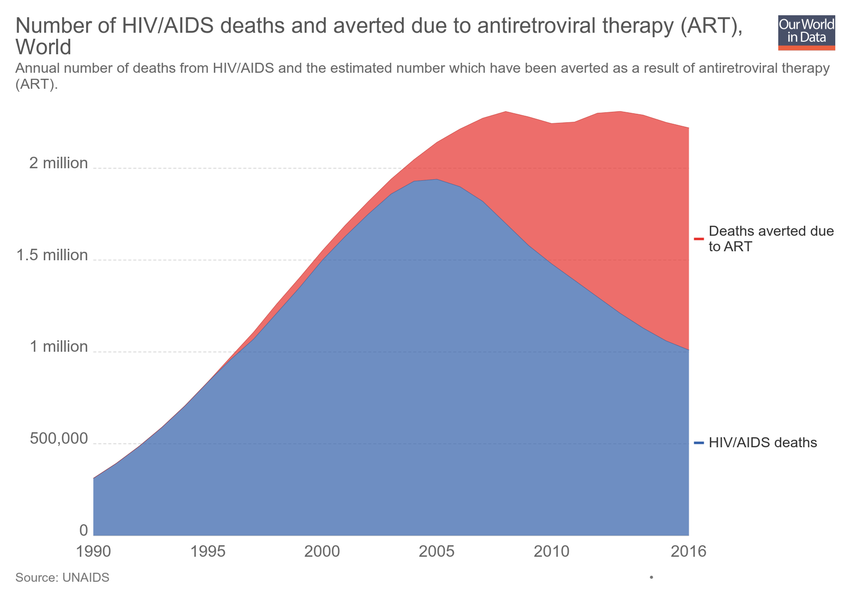 Number of HIV/AIDS deaths and averted due to antiretroviral therapy (ART),
World
Our World
in Data
Annual number of deaths from HIV/AIDS and the estimated number which have been averted as a result of antiretroviral therapy
(ART).
2 million
1.5 million
1 million
500,000
0
Deaths averted due
to ART
HIV/AIDS deaths
1990
1995
2000
2005
2010
2016
Source: UNAIDS